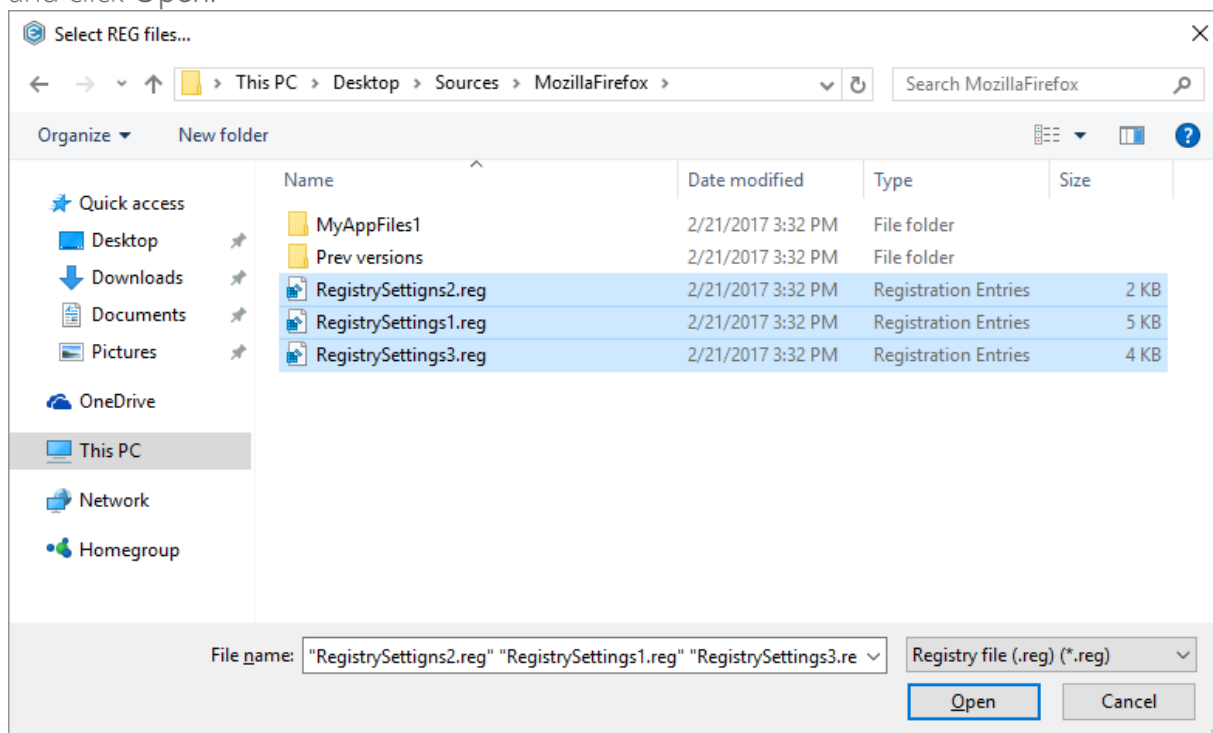 and click Open.
Select REG files...
This PC > Desktop > Sources > MozillaFirefox >
Search MozillaFirefox
Organize
New folder
Name Date modified Type Size
Quick access
Desktop
Downloads
Documents
Pictures
OneDrive
This PC
Network
Homegroup
MyAppFiles1 2/21/2017 3:32 PM File folder
Prev versions 2/21/2017 3:32 PM File folder
RegistrySettigns2.reg 2/21/2017 3:32 PM Registration Entries 2 KB
RegistrySettings1.reg 2/21/2017 3:32 PM Registration Entries 5 KB
RegistrySettings3.reg 2/21/2017 3:32 PM Registration Entries 4 KB
File name: "RegistrySettigns2.reg" "RegistrySettings1.reg" "RegistrySettings3.re
Registry file (.reg) (*.reg)
Open Cancel